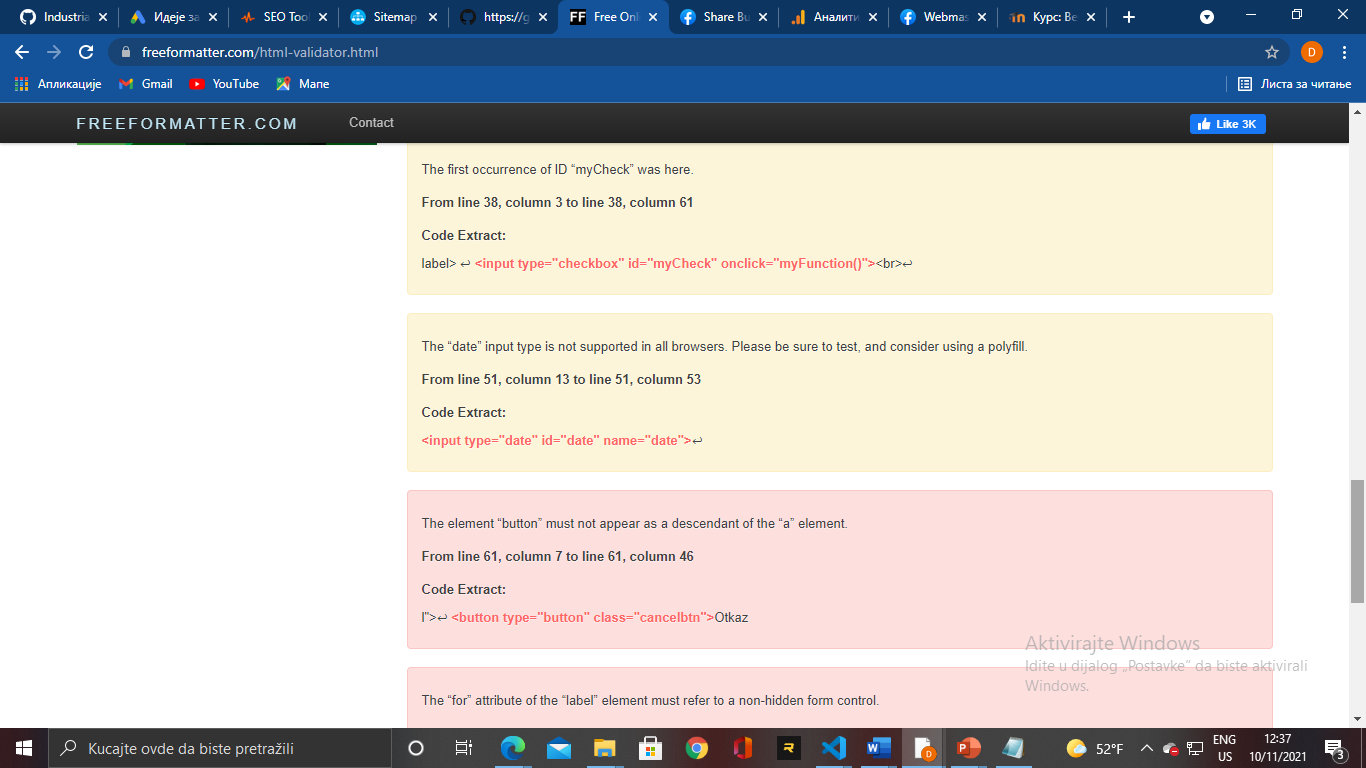 Industria
Идеје за
SEO Too
Sitemap
https://g
Free Onl
Share Bu
Аналити
Webmas
Курс: Ве
freeformatter.com/html-validator.html
D
Апликације
Gmail
YouTube
Мапе
Листа за читање
FREEFORMATTER.COM
Contact
Like 3K
The first occurrence of ID “myCheck” was here.
From line 38, column 3 to line 38, column 61
Code Extract:
label> ↩ <input type="checkbox" id="myCheck" onclick="myFunction()"><br>↩
The “date” input type is not supported in all browsers. Please be sure to test, and consider using a polyfill.
From line 51, column 13 to line 51, column 53
Code Extract:
<input type="date" id="date" name="date">↩
The element “button” must not appear as a descendant of the “a” element.
From line 61, column 7 to line 61, column 46
Code Extract:
l">↩ <button type="button" class="cancelbtn">Otkaz
The “for” attribute of the “label” element must refer to a non-hidden form control.
Aktivirajte Windows
Idite u dijalog „Postavke“ da biste aktivirali
Windows.
Kucajte ovde da biste pretražili
52°F
ENG
US
12:37
10/11/2021
3